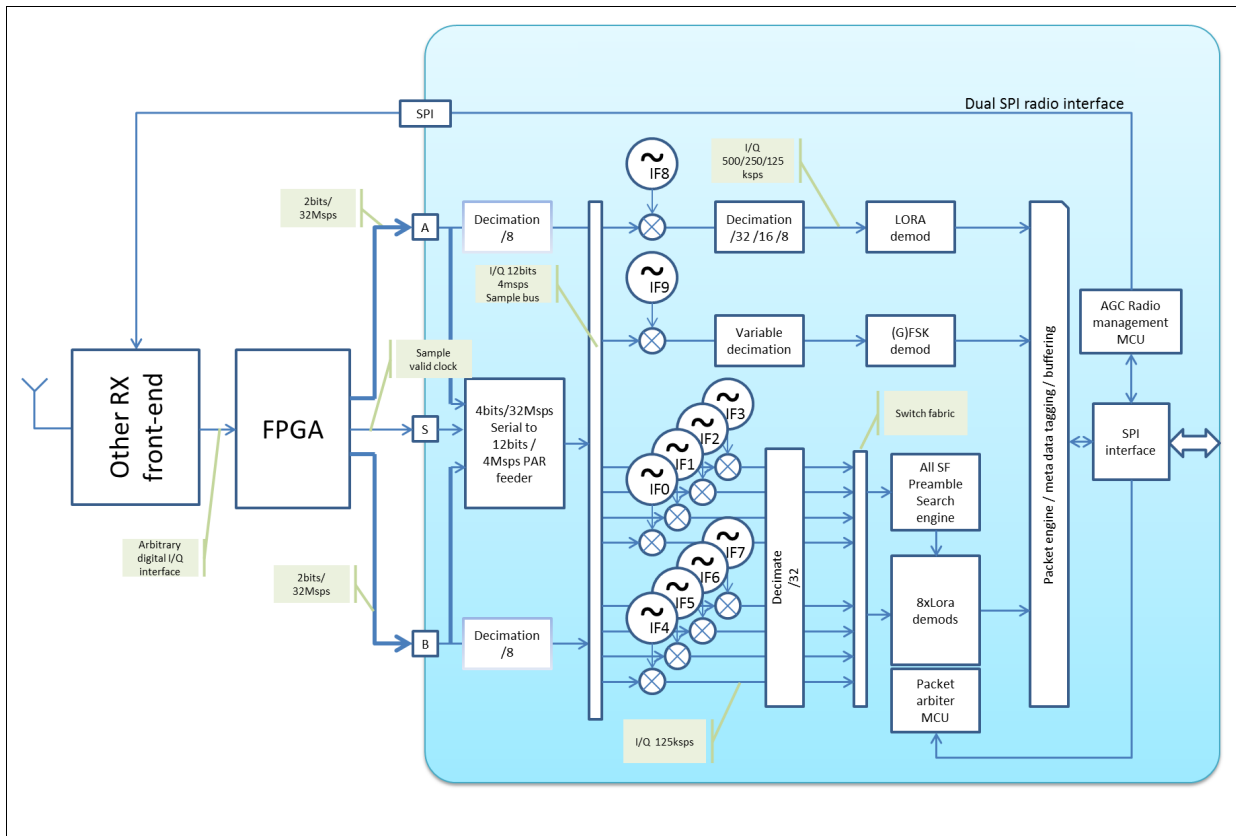 Dual SPI radio interface
SPI
~
IF8
I/Q
500/250/125
ksps
2bits/
32Msps
A
Decimation
/8
Decimation
/32 /16 /8
LORA
demod
I/Q 12bits
4msps
Sample bus
~
IF9
Variable
decimation
(G)FSK
demod
AGC Radio
management
MCU
Sample
valid clock
Other RX
front-end
FPGA
S
4bits/32Msps
Serial to
12bits /
4Msps PAR
feeder
~
IF3
~
IF2
~
IF1
~
IF0
Switch fabric
All SF
Preamble
Search
engine
SPI
interface
Packet engine / meta data tagging / buffering
Decimate
/32
Arbitrary
digital I/Q
interface
2bits/
32Msps
~
IF7
~
IF6
~
IF5
~
IF4
8xLora
demods
B
Decimation
/8
Packet
arbiter
MCU
I/Q 125ksps